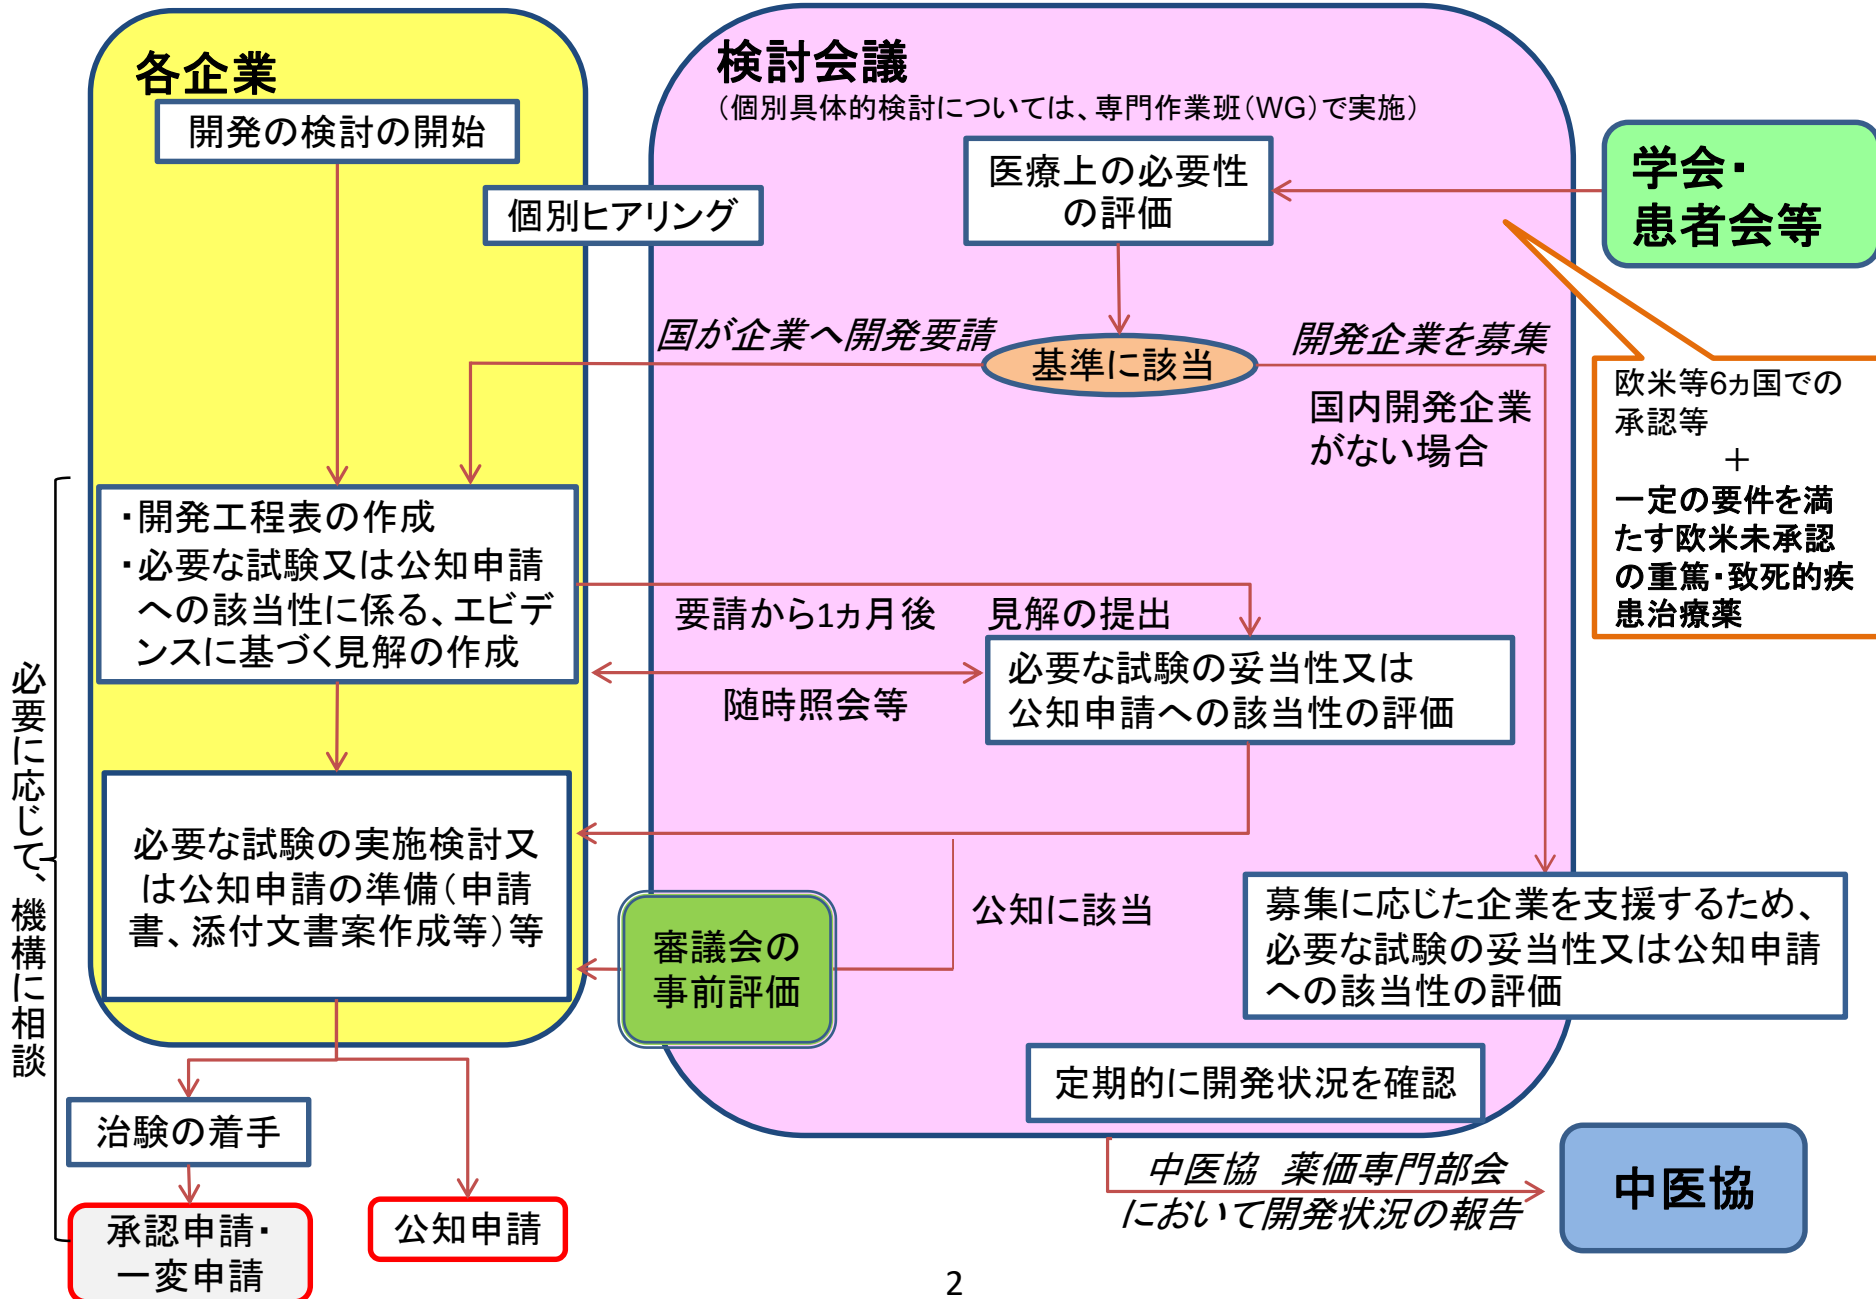 各企業
開発の検討の開始
個別ヒアリング
検討会議
（個別具体的検討については、専門作業班（WG）で実施）
医療上の必要性
の評価
学会・
患者会等
国が企業へ開発要請
基準に該当
開発企業を募集
国内開発企業
がない場合
欧米等6ヵ国での
承認等
＋
一定の要件を満
たす欧米未承認
の重篤・致死的疾
患治療薬
・開発工程表の作成
・必要な試験又は公知申請
への該当性に係る、エビデ
ンスに基づく見解の作成
要請から1ヵ月後　見解の提出
随時照会等
必要な試験の妥当性又は
公知申請への該当性の評価
必要に応じて、機構に相談
必要な試験の実施検討又
は公知申請の準備（申請
書、添付文書案作成等）等
審議会の
事前評価
公知に該当
募集に応じた企業を支援するため、
必要な試験の妥当性又は公知申請
への該当性の評価
定期的に開発状況を確認
治験の着手
承認申請・
一変申請
公知申請
中医協　薬価専門部会
において開発状況の報告
中医協
2